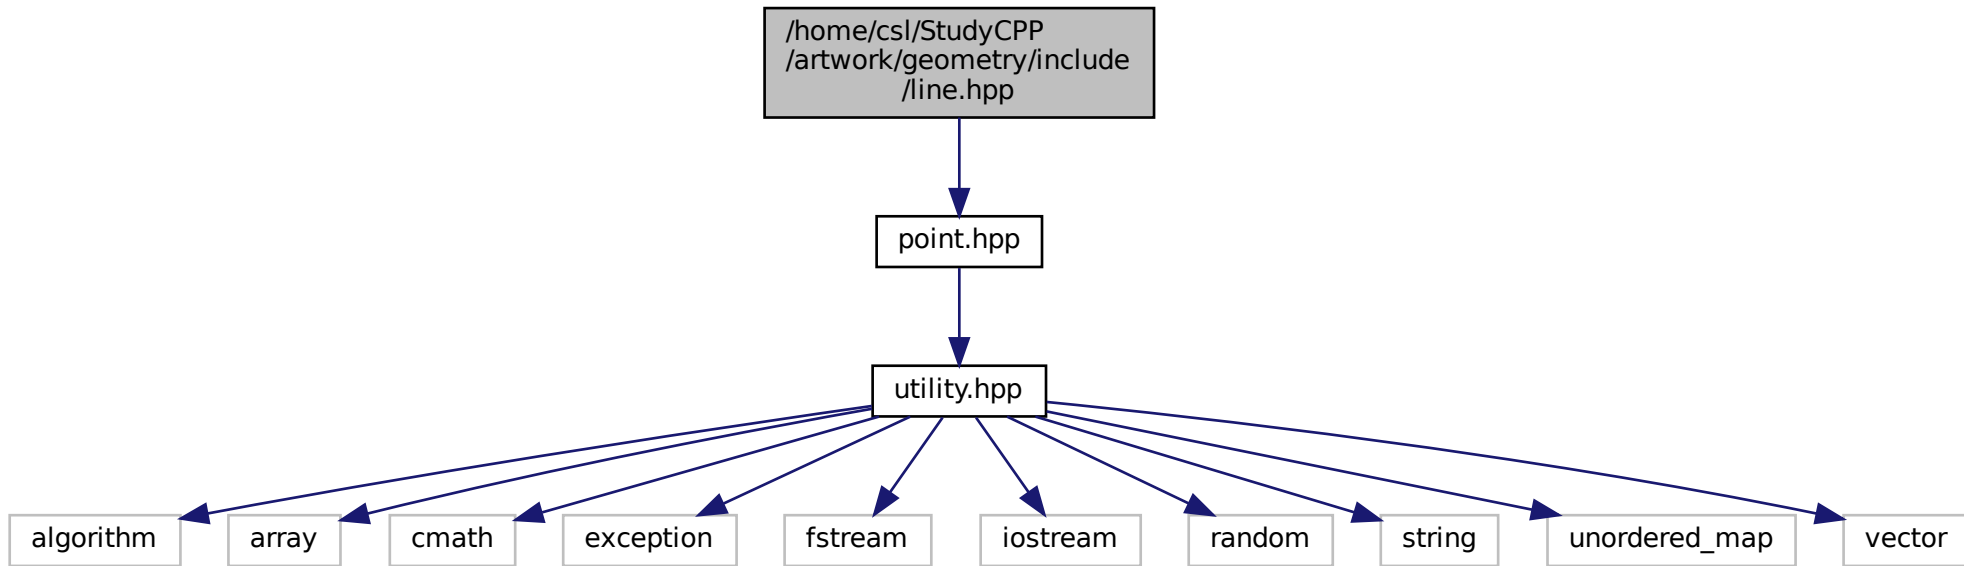 /home/csl/StudyCPP
/artwork/geometry/include
/line.hpp
point.hpp
utility.hpp
algorithm
array
cmath
exception
fstream
iostream
random
string
unordered_map
vector